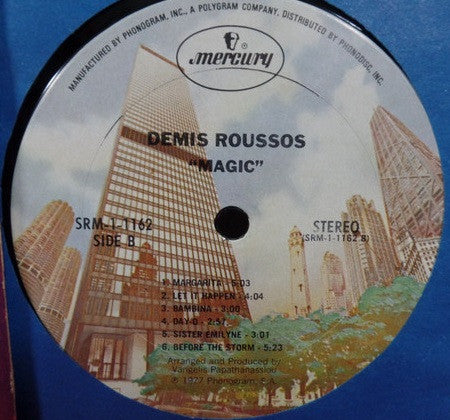 MANUFACTURED BY PHONOGRAM, INC., A POLYGRAM COMPANY, DISTRIBUTED BY PHONODISC, INC.
mercury®
DEMIS ROUSSOS
"MAGIC"
SRM-1-1162
SIDE B
STEREO
(SRM-1-1162 B)
1. MARGARITA - 5:03
2. LET IT HAPPEN - 4:04
3. BAMBINA - 3:00
4. DAY-O - 2:57
5. SISTER EMILYNE - 3:01
6. BEFORE THE STORM - 5:23
Arranged and Produced by
Vangelis Papathanassiou
℗ 1977 Phonogram, S.A.